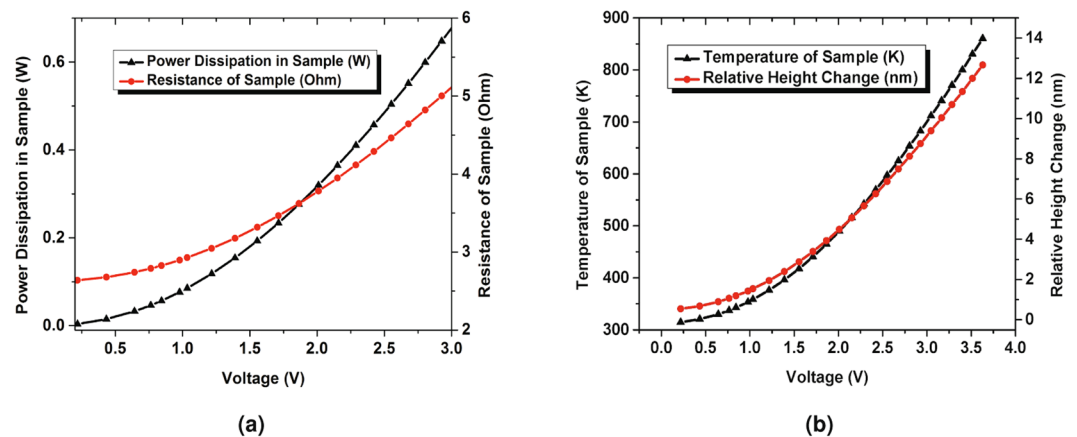 Power Dissipation in Sample (W)
0.6
0.4
0.2
0.0
Power Dissipation in Sample (W)
Resistance of Sample (Ohm)
6
5
4
3
2
Resistance of Sample (Ohm)
0.5 1.0 1.5 2.0 2.5 3.0
Voltage (V)
(a)
Temperature of Sample (K)
900
800
700
600
500
400
300
Temperature of Sample (K)
Relative Height Change (nm)
14
12
10
8
6
4
2
0
Relative Height Change (nm)
0.0 0.5 1.0 1.5 2.0 2.5 3.0 3.5 4.0
Voltage (V)
(b)